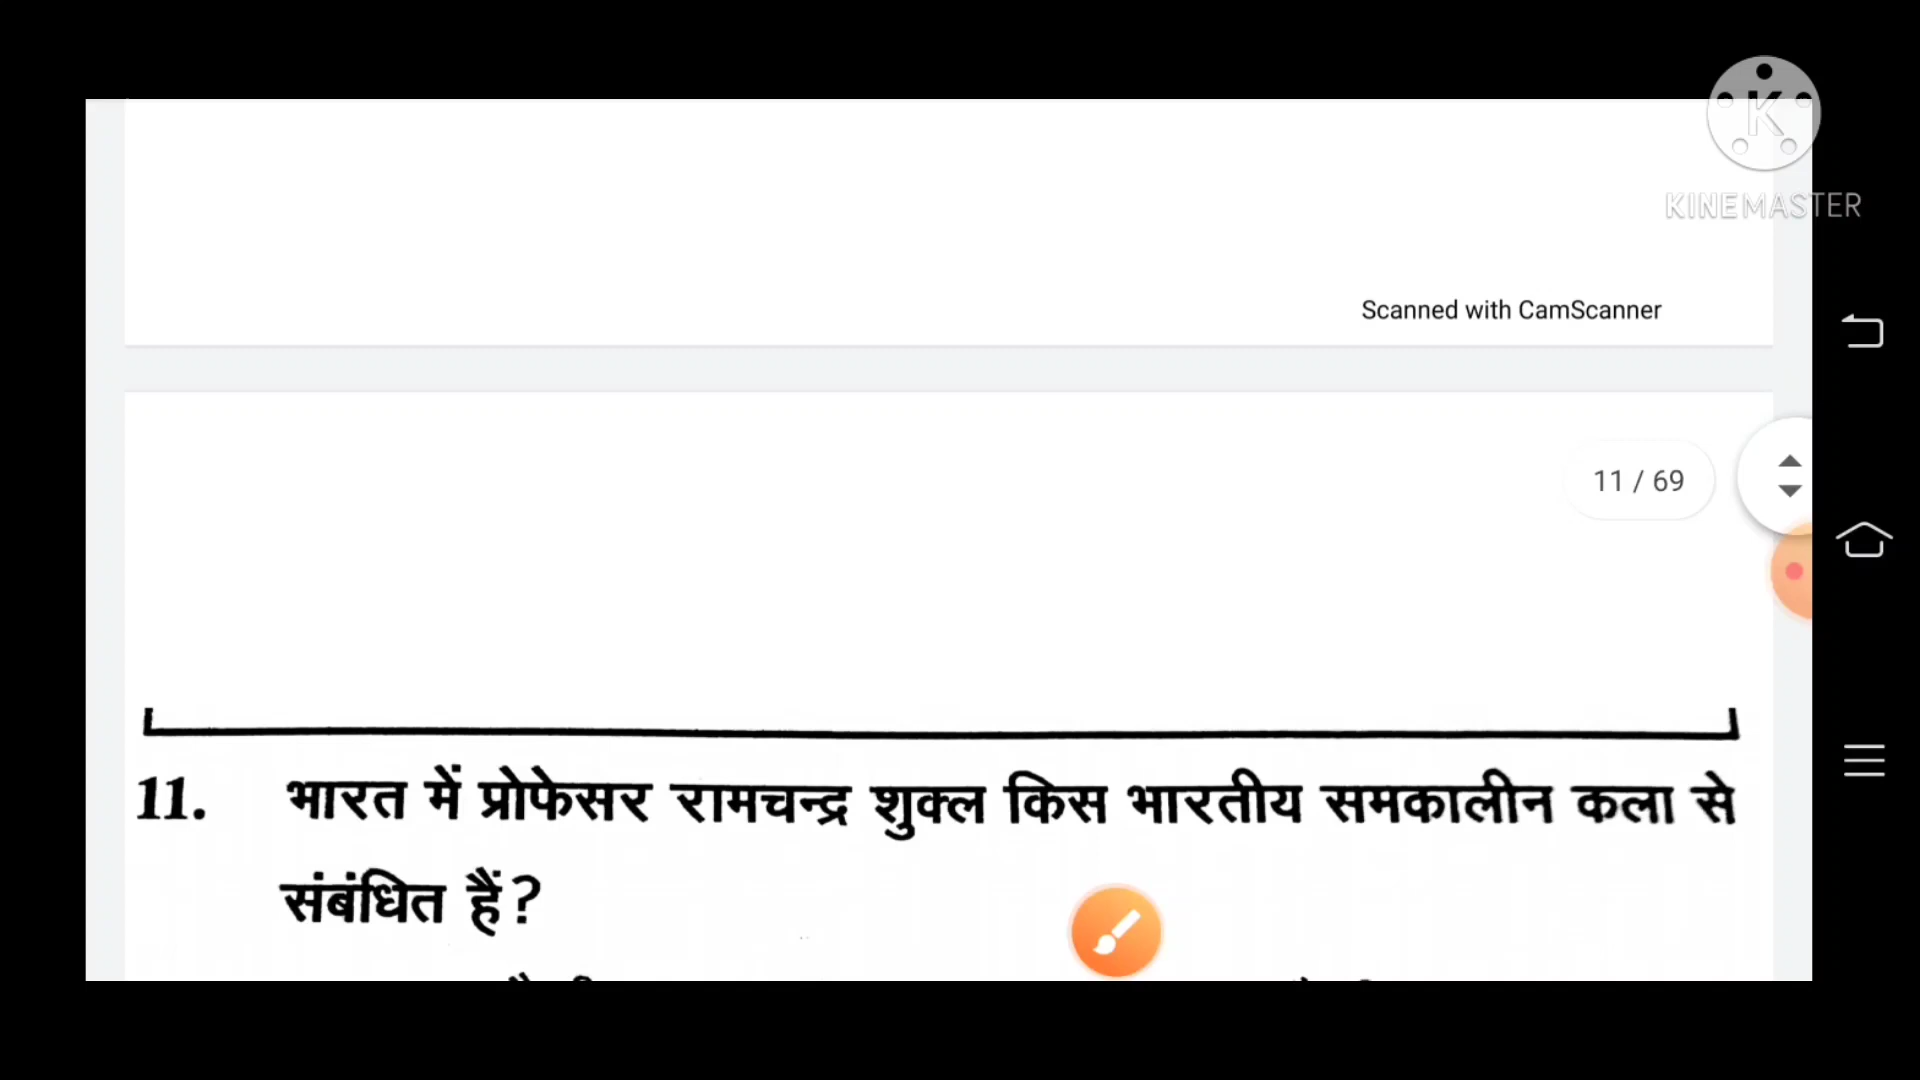 K
KINEMASTER
Scanned with CamScanner
11 / 69
11. भारत में प्रोफेसर रामचन्द्र शुक्ल किस भारतीय समकालीन कला से
संबंधित हैं?